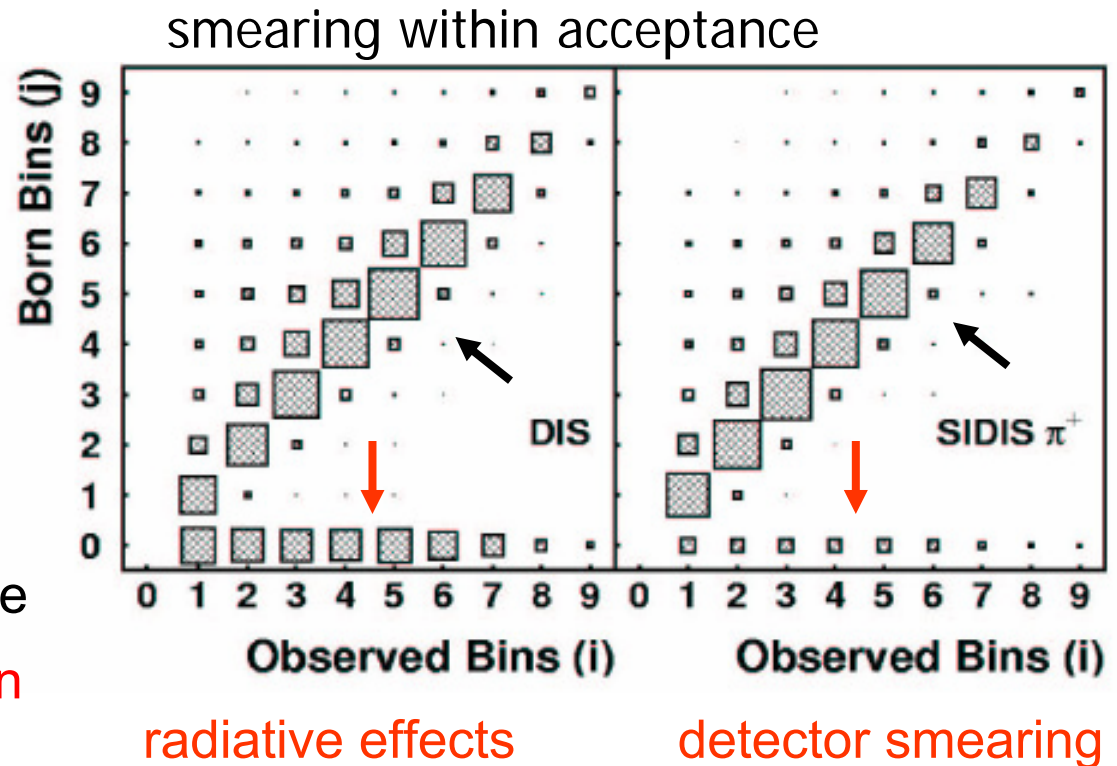 smearing within acceptance
Born Bins (j)
9
8
7
6
5
4
3
2
1
0
DIS
SIDIS π+
0 1 2 3 4 5 6 7 8 9 0 1 2 3 4 5 6 7 8 9
e
n
Observed Bins (i) Observed Bins (i)
radiative effects detector smearing